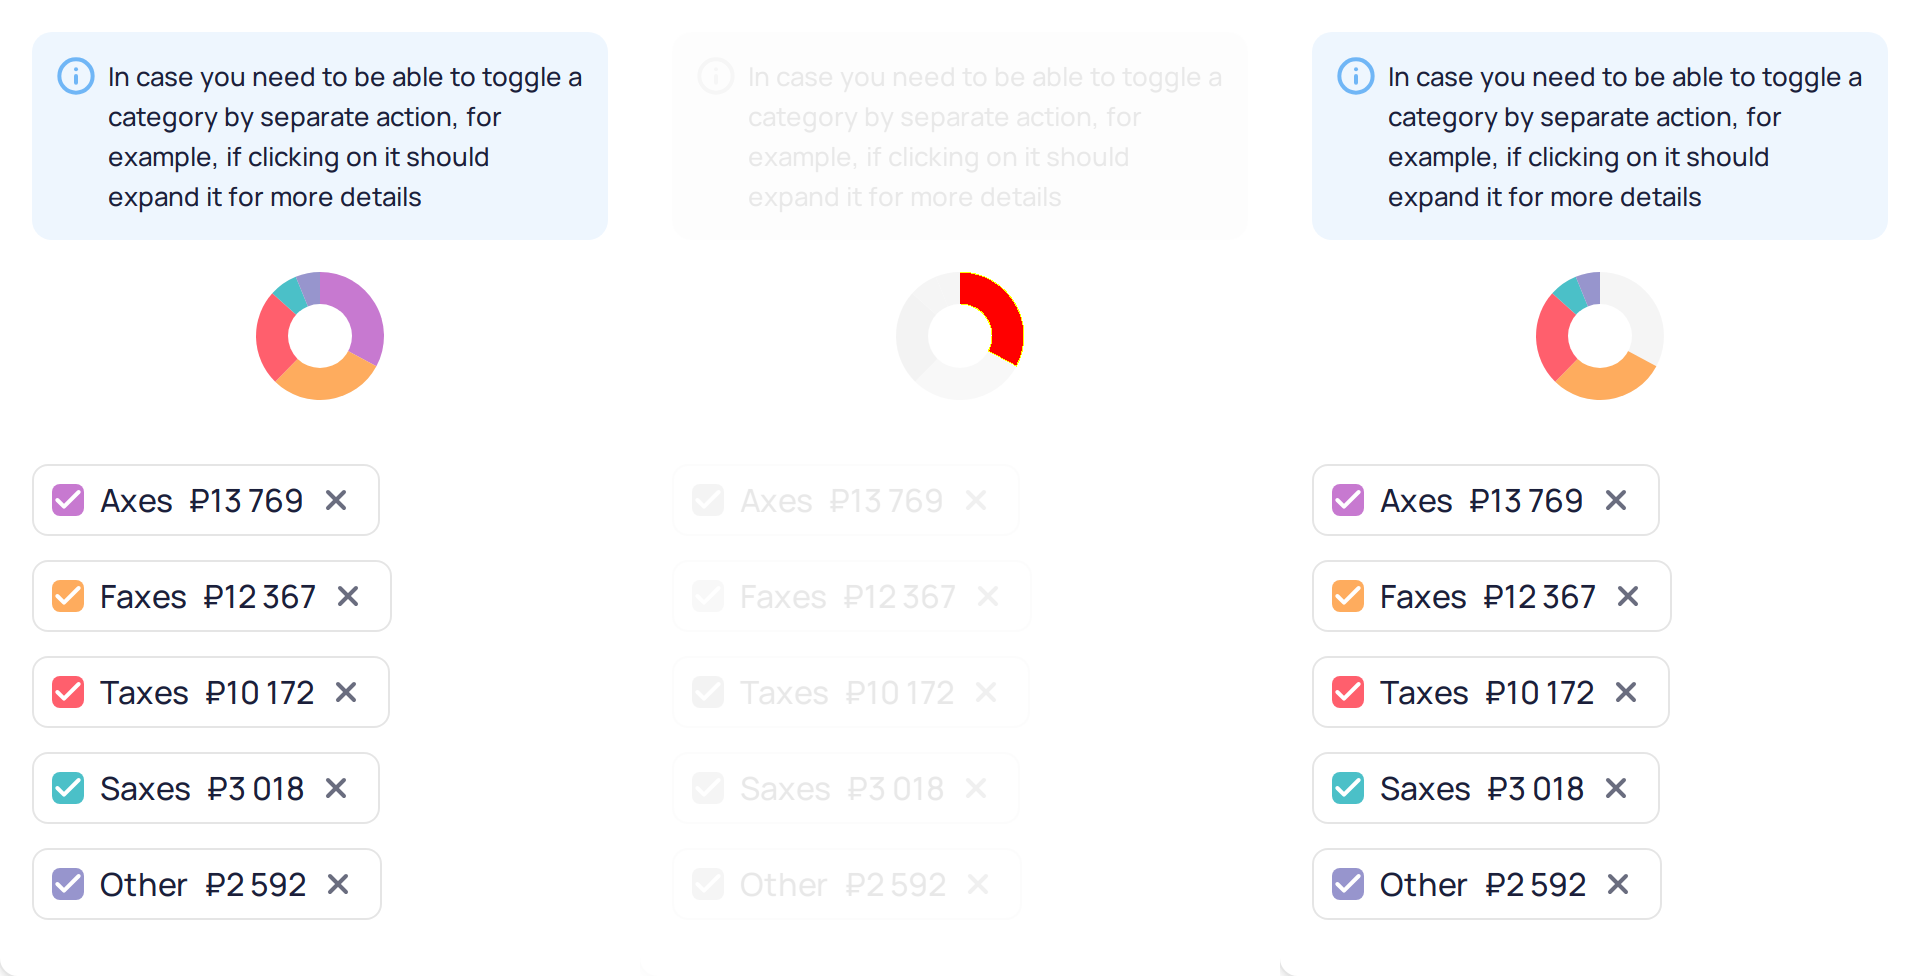 In case you need to be able to toggle a
category by separate action, for
example, if clicking on it should
expand it for more details
Axes ₽13 769
Faxes ₽12 367
Taxes ₽10 172
Saxes ₽3 018
Other ₽2 592
In case you need to be able to toggle a
category by separate action, for
example, if clicking on it should
expand it for more details
Axes ₽13 769
Faxes ₽12 367
Taxes ₽10 172
Saxes ₽3 018
Other ₽2 592
In case you need to be able to toggle a
category by separate action, for
example, if clicking on it should
expand it for more details
Axes ₽13 769
Faxes ₽12 367
Taxes ₽10 172
Saxes ₽3 018
Other ₽2 592